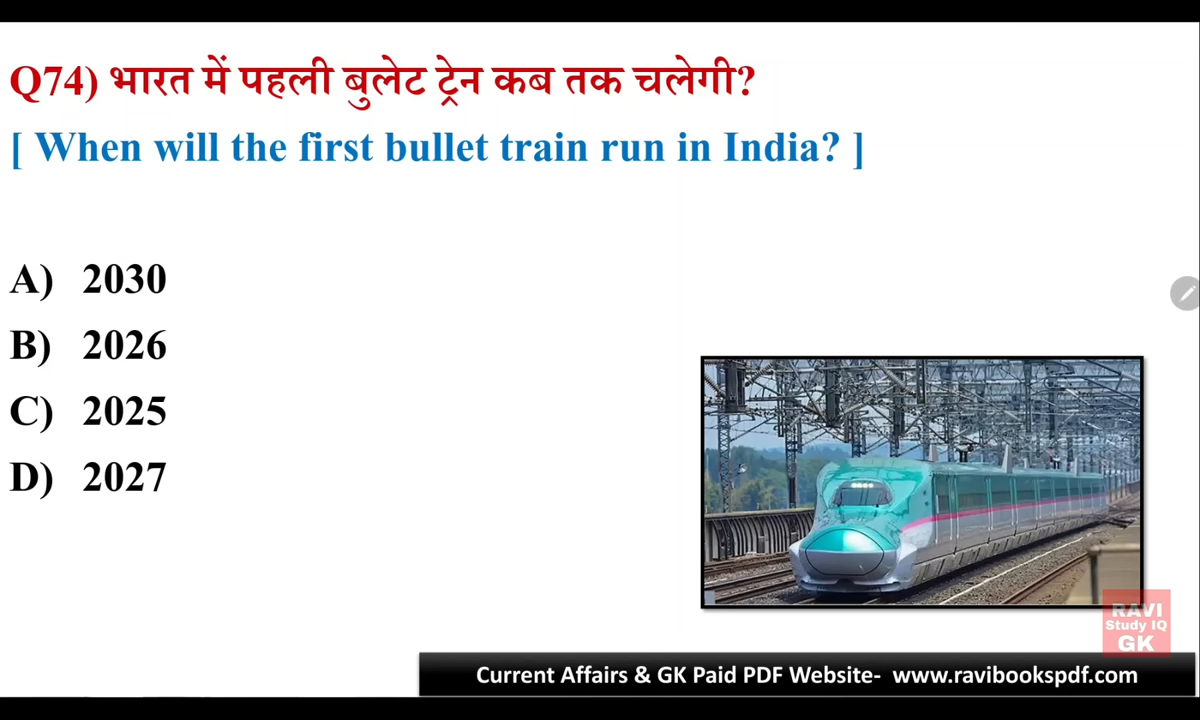 Q74) भारत में पहली बुलेट ट्रेन कब तक चलेगी?
[ When will the first bullet train run in India? ]
A) 2030
B) 2026
C) 2025
D) 2027
RAVI
Study IQ
GK
Current Affairs & GK Paid PDF Website- www.ravibookspdf.com